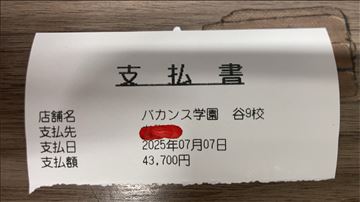 支払書
店舗名 バカンス学園 谷9校
支払先
支払日 2025年07月07日
支払額 43,700円